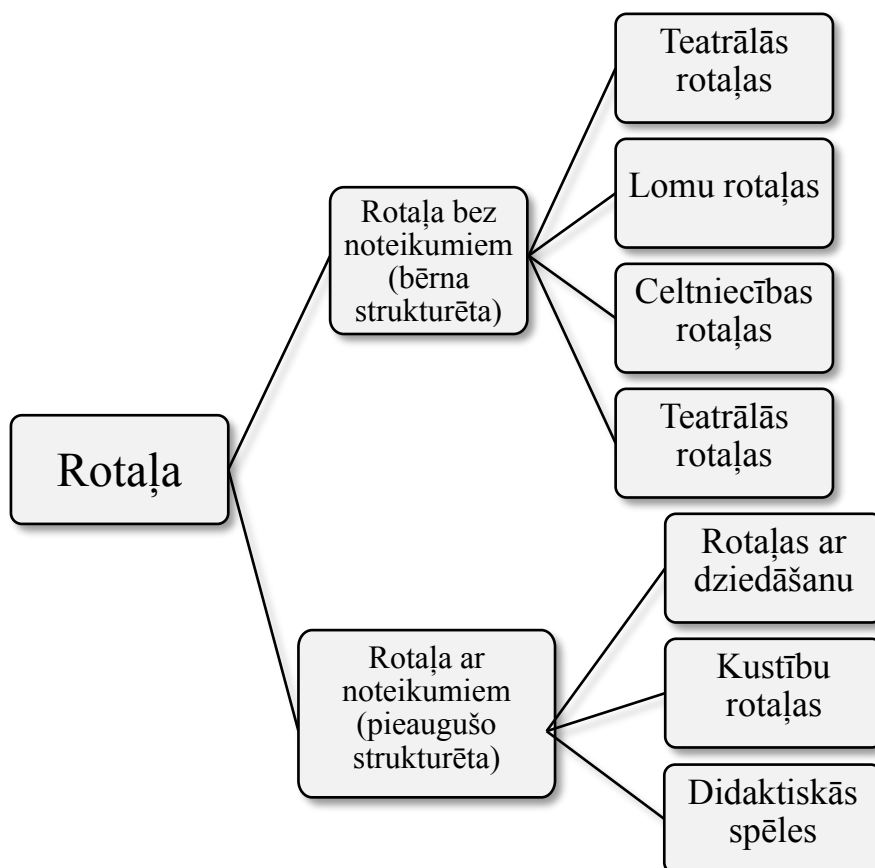 Rotaļa
Rotaļa bez
noteikumiem
(bērna
strukturēta)
Teatrālās
rotaļas
Lomu rotaļas
Celtniecības
rotaļas
Teatrālās
rotaļas
Rotaļa ar
noteikumiem
(pieaugušo
strukturēta)
Rotaļas ar
dziedāšanu
Kustību
rotaļas
Didaktiskās
spēles